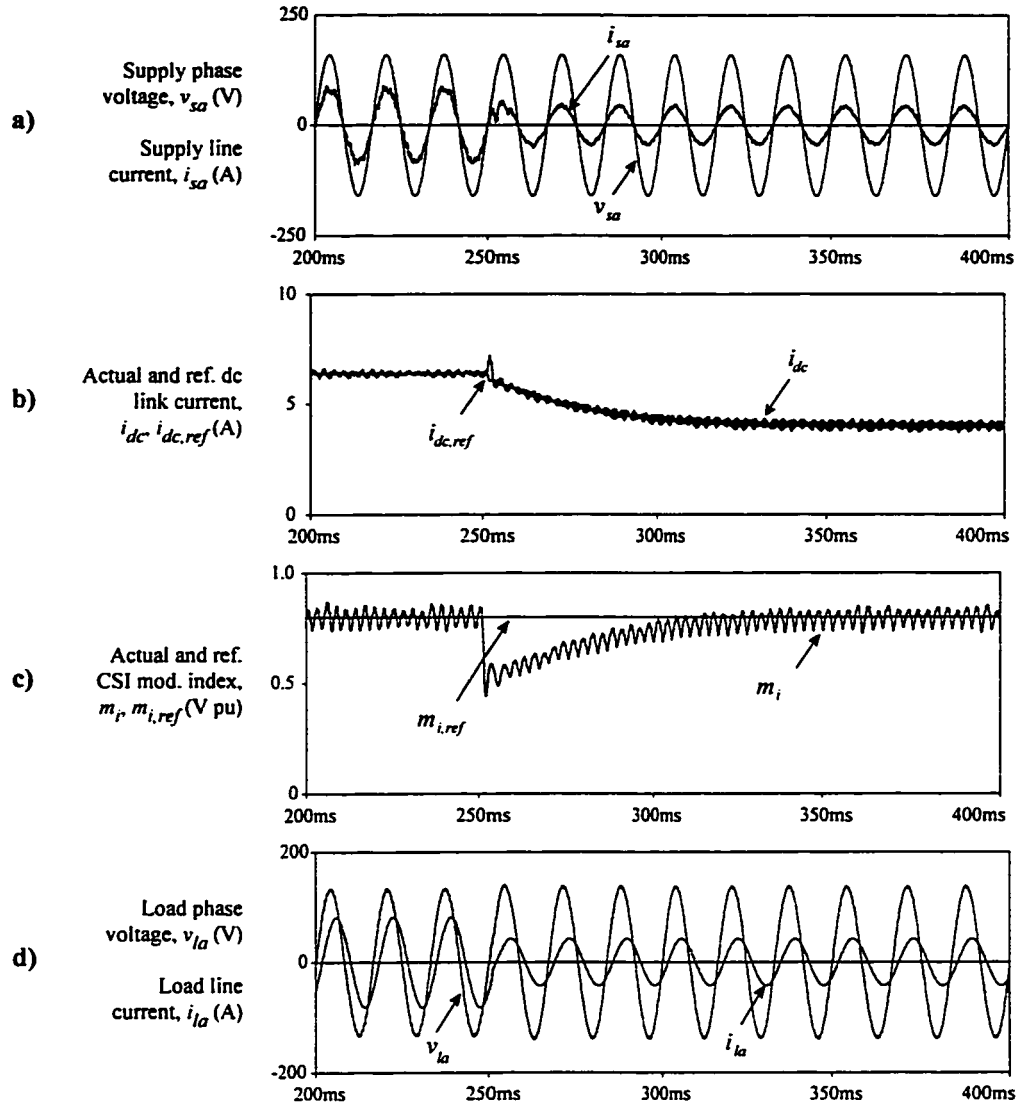 a)
Supply phase
voltage, v_sa (V)
Supply line
current, i_sa (A)
250
0
-250
i_sa
v_sa
200ms 250ms 300ms 350ms 400ms
b)
Actual and ref. dc
link current,
i_dc, i_dc,ref (A)
10
5
0
i_dc,ref
i_dc
200ms 250ms 300ms 350ms 400ms
c)
Actual and ref.
CSI mod. index,
m_i, m_i,ref (V pu)
1.0
0.5
0
m_i,ref
m_i
200ms 250ms 300ms 350ms 400ms
d)
Load phase
voltage, v_la (V)
Load line
current, i_la (A)
200
0
-200
v_la
i_la
200ms 250ms 300ms 350ms 400ms